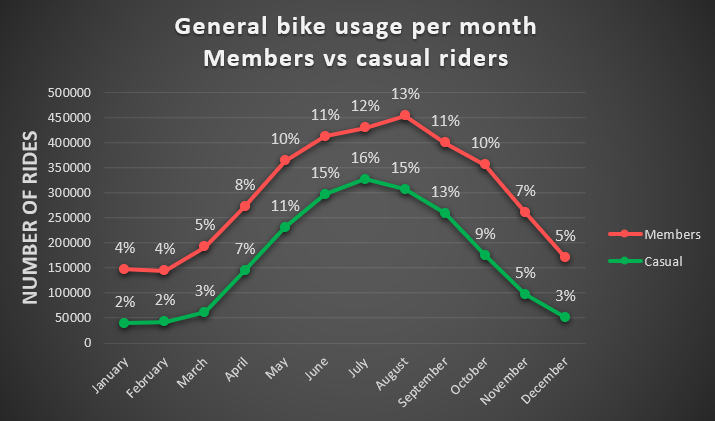 General bike usage per month
Members vs casual riders
NUMBER OF RIDES
500000
450000
400000
350000
300000
250000
200000
150000
100000
50000
0
4% 4% 5% 8% 10% 11% 12% 13% 11% 10% 7% 5%
2% 2% 3% 7% 11% 15% 16% 15% 13% 9% 5% 3%
January February March April May June July August September October November December
Members
Casual